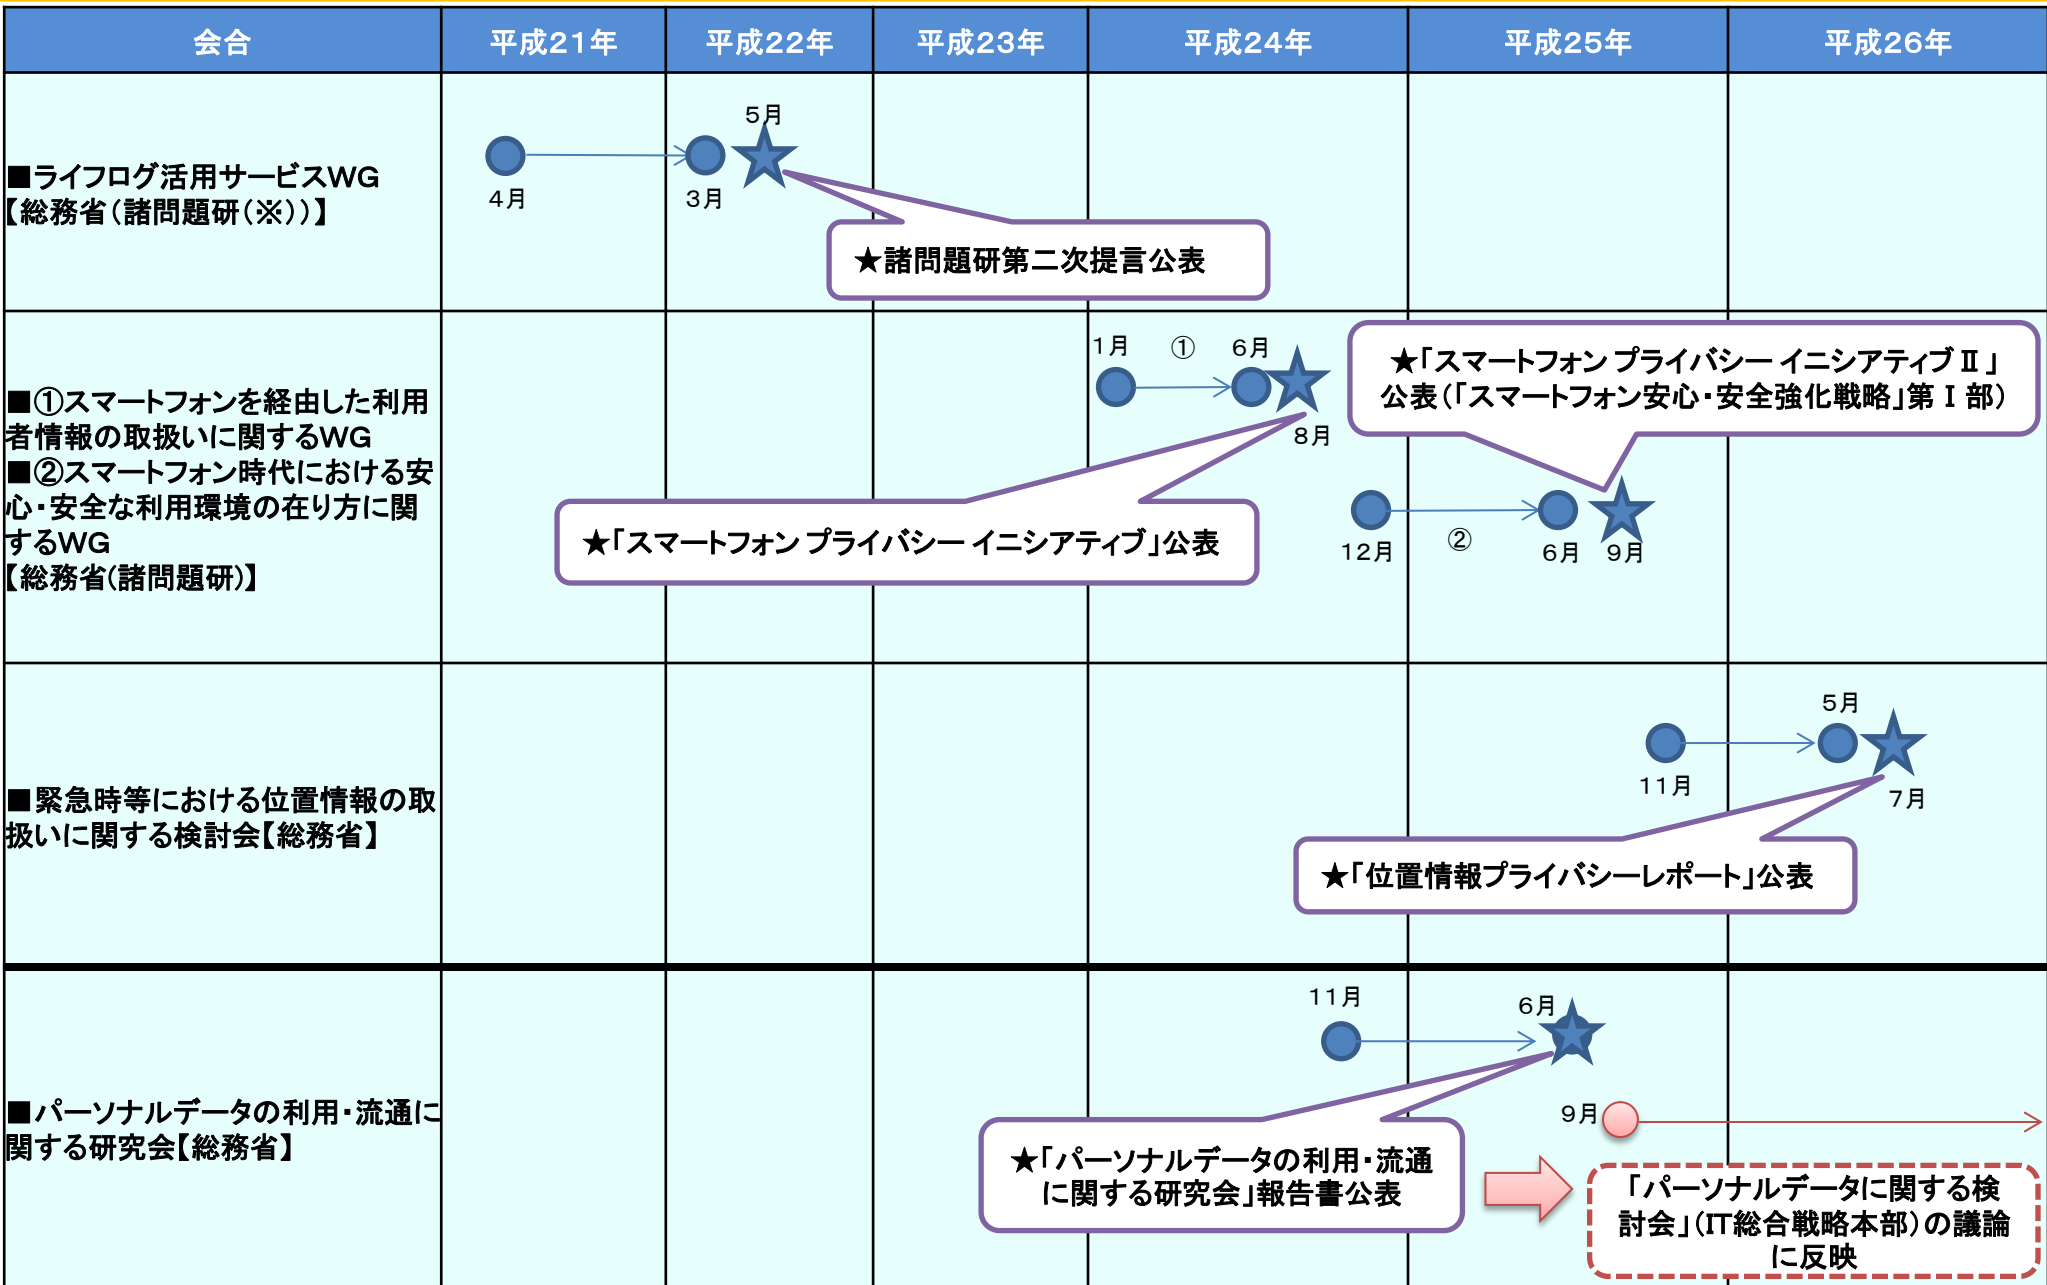 会合
平成21年
平成22年
平成23年
平成24年
平成25年
平成26年
■ライフログ活用サービスWG
【総務省（諸問題研（※））】
4月
3月
5月
★諸問題研第二次提言公表
■①スマートフォンを経由した利用
者情報の取扱いに関するWG
■②スマートフォン時代における安
心・安全な利用環境の在り方に関
するWG
【総務省（諸問題研）】
1月
①
6月
8月
★「スマートフォン プライバシー イニシアティブ」公表
★「スマートフォン プライバシー イニシアティブⅡ」
公表（「スマートフォン安心・安全強化戦略」第Ⅰ部）
12月
②
6月
9月
■緊急時等における位置情報の取
扱いに関する検討会【総務省】
11月
5月
7月
★「位置情報プライバシーレポート」公表
■パーソナルデータの利用・流通に
関する研究会【総務省】
11月
6月
★「パーソナルデータの利用・流通
に関する研究会」報告書公表
9月
「パーソナルデータに関する検
討会」（IT総合戦略本部）の議論
に反映